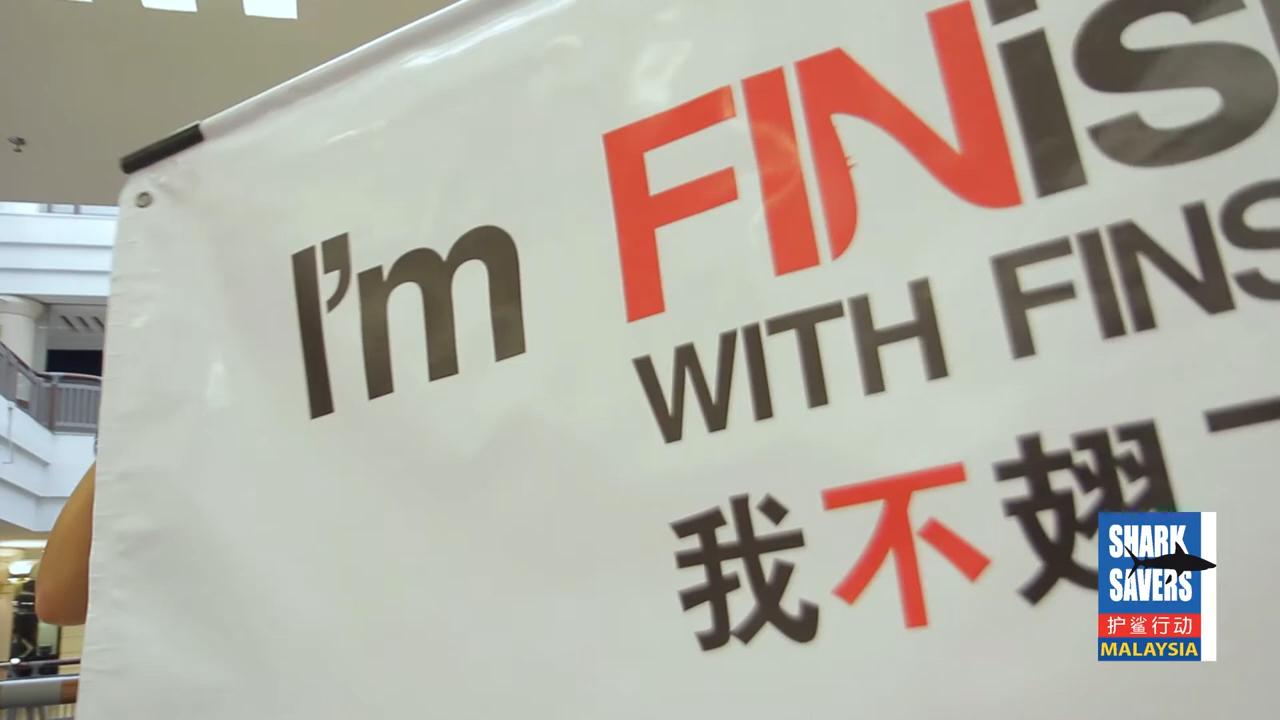 I'm FINiS
WITH FINS
我不翅
SHARK
SAVERS
护鲨行动
MALAYSIA